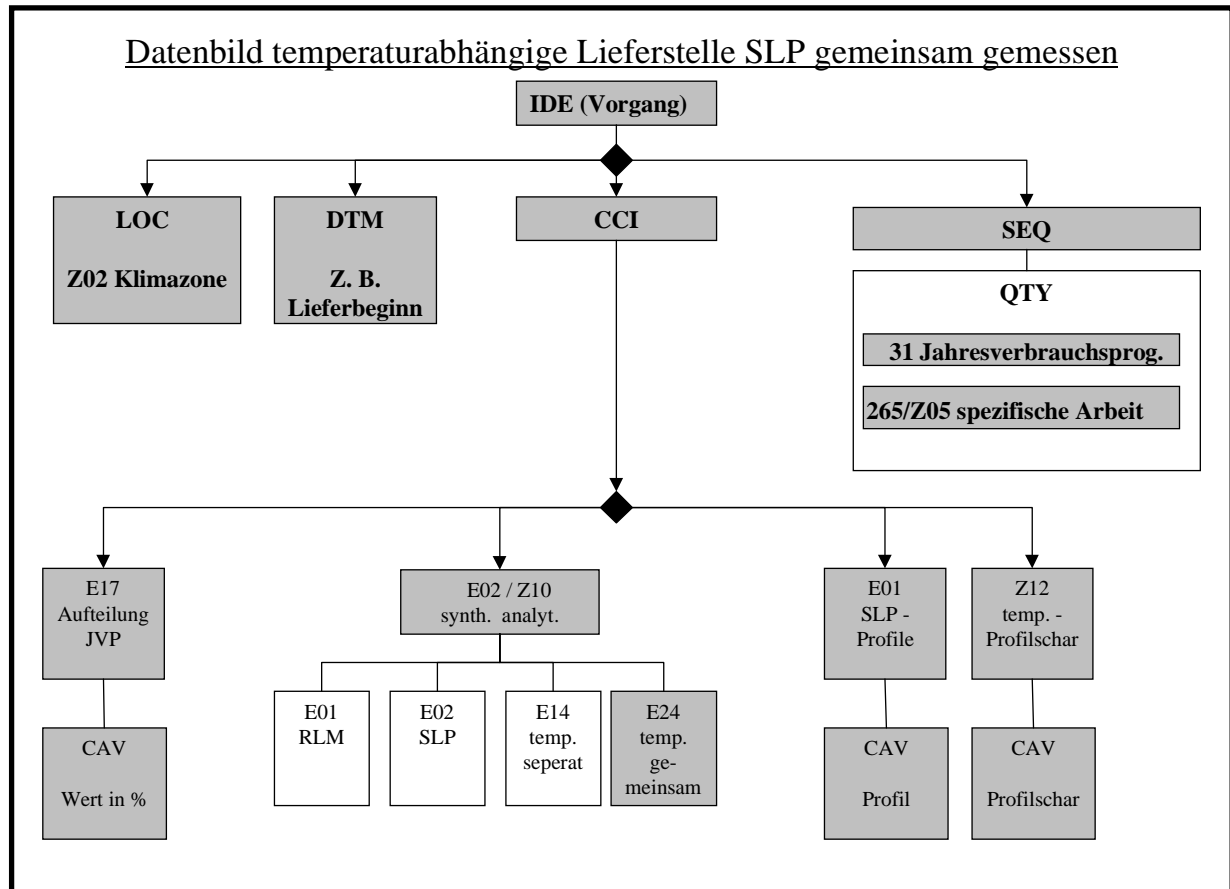 Datenbild temperaturabhängige Lieferstelle SLP gemeinsam gemessen
IDE (Vorgang)
LOC
Z02 Klimazone
DTM
Z. B.
Lieferbeginn
CCI
SEQ
QTY
31 Jahresverbrauchsprog.
265/Z05 spezifische Arbeit
E17
Aufteilung
JVP
E02 / Z10
synth. analyt.
E01
SLP -
Profile
Z12
temp. -
Profilschar
E01
RLM
E02
SLP
E14
temp.
seperat
E24
temp.
ge-
meinsam
CAV
Wert in %
CAV
Profil
CAV
Profilschar